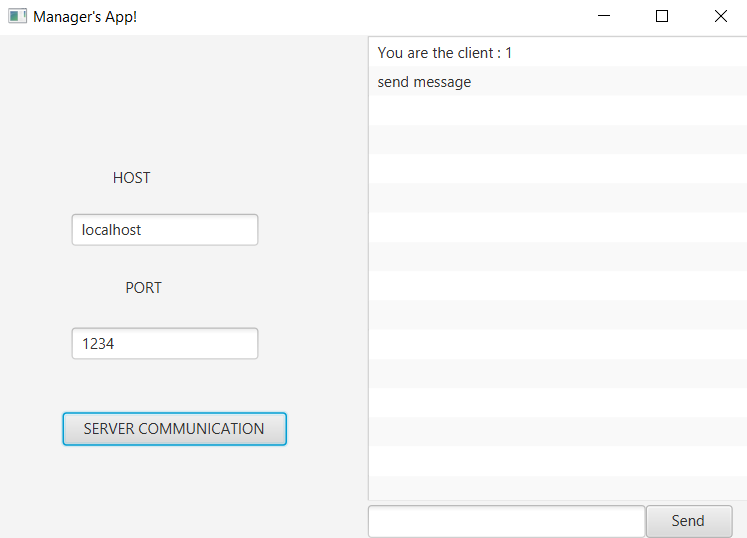 Manager's App!
HOST
localhost
PORT
1234
SERVER COMMUNICATION
You are the client : 1
send message
Send